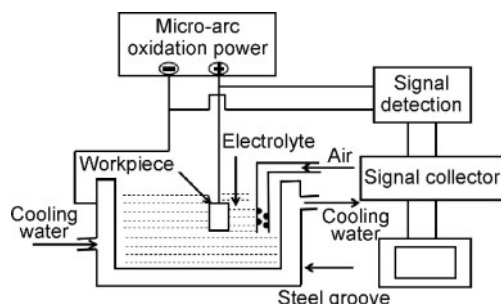 Micro-arc
oxidation power
Signal
detection
Electrolyte
Workpiece
Air
Signal collector
Cooling
water
Cooling
water
Steel groove